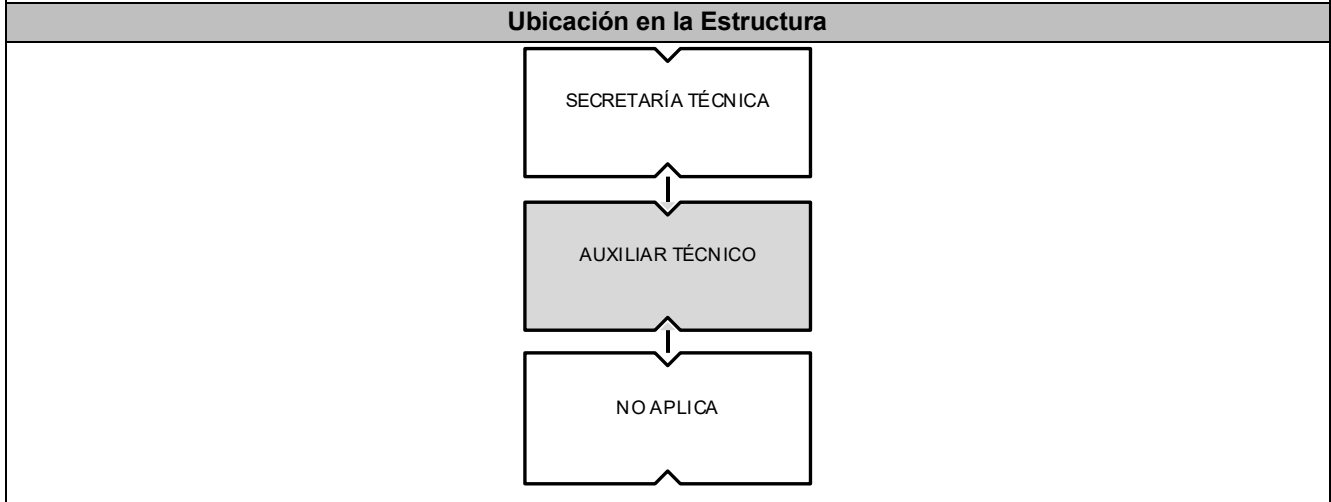 Ubicación en la Estructura
SECRETARÍA TÉCNICA
AUXILIAR TÉCNICO
NO APLICA